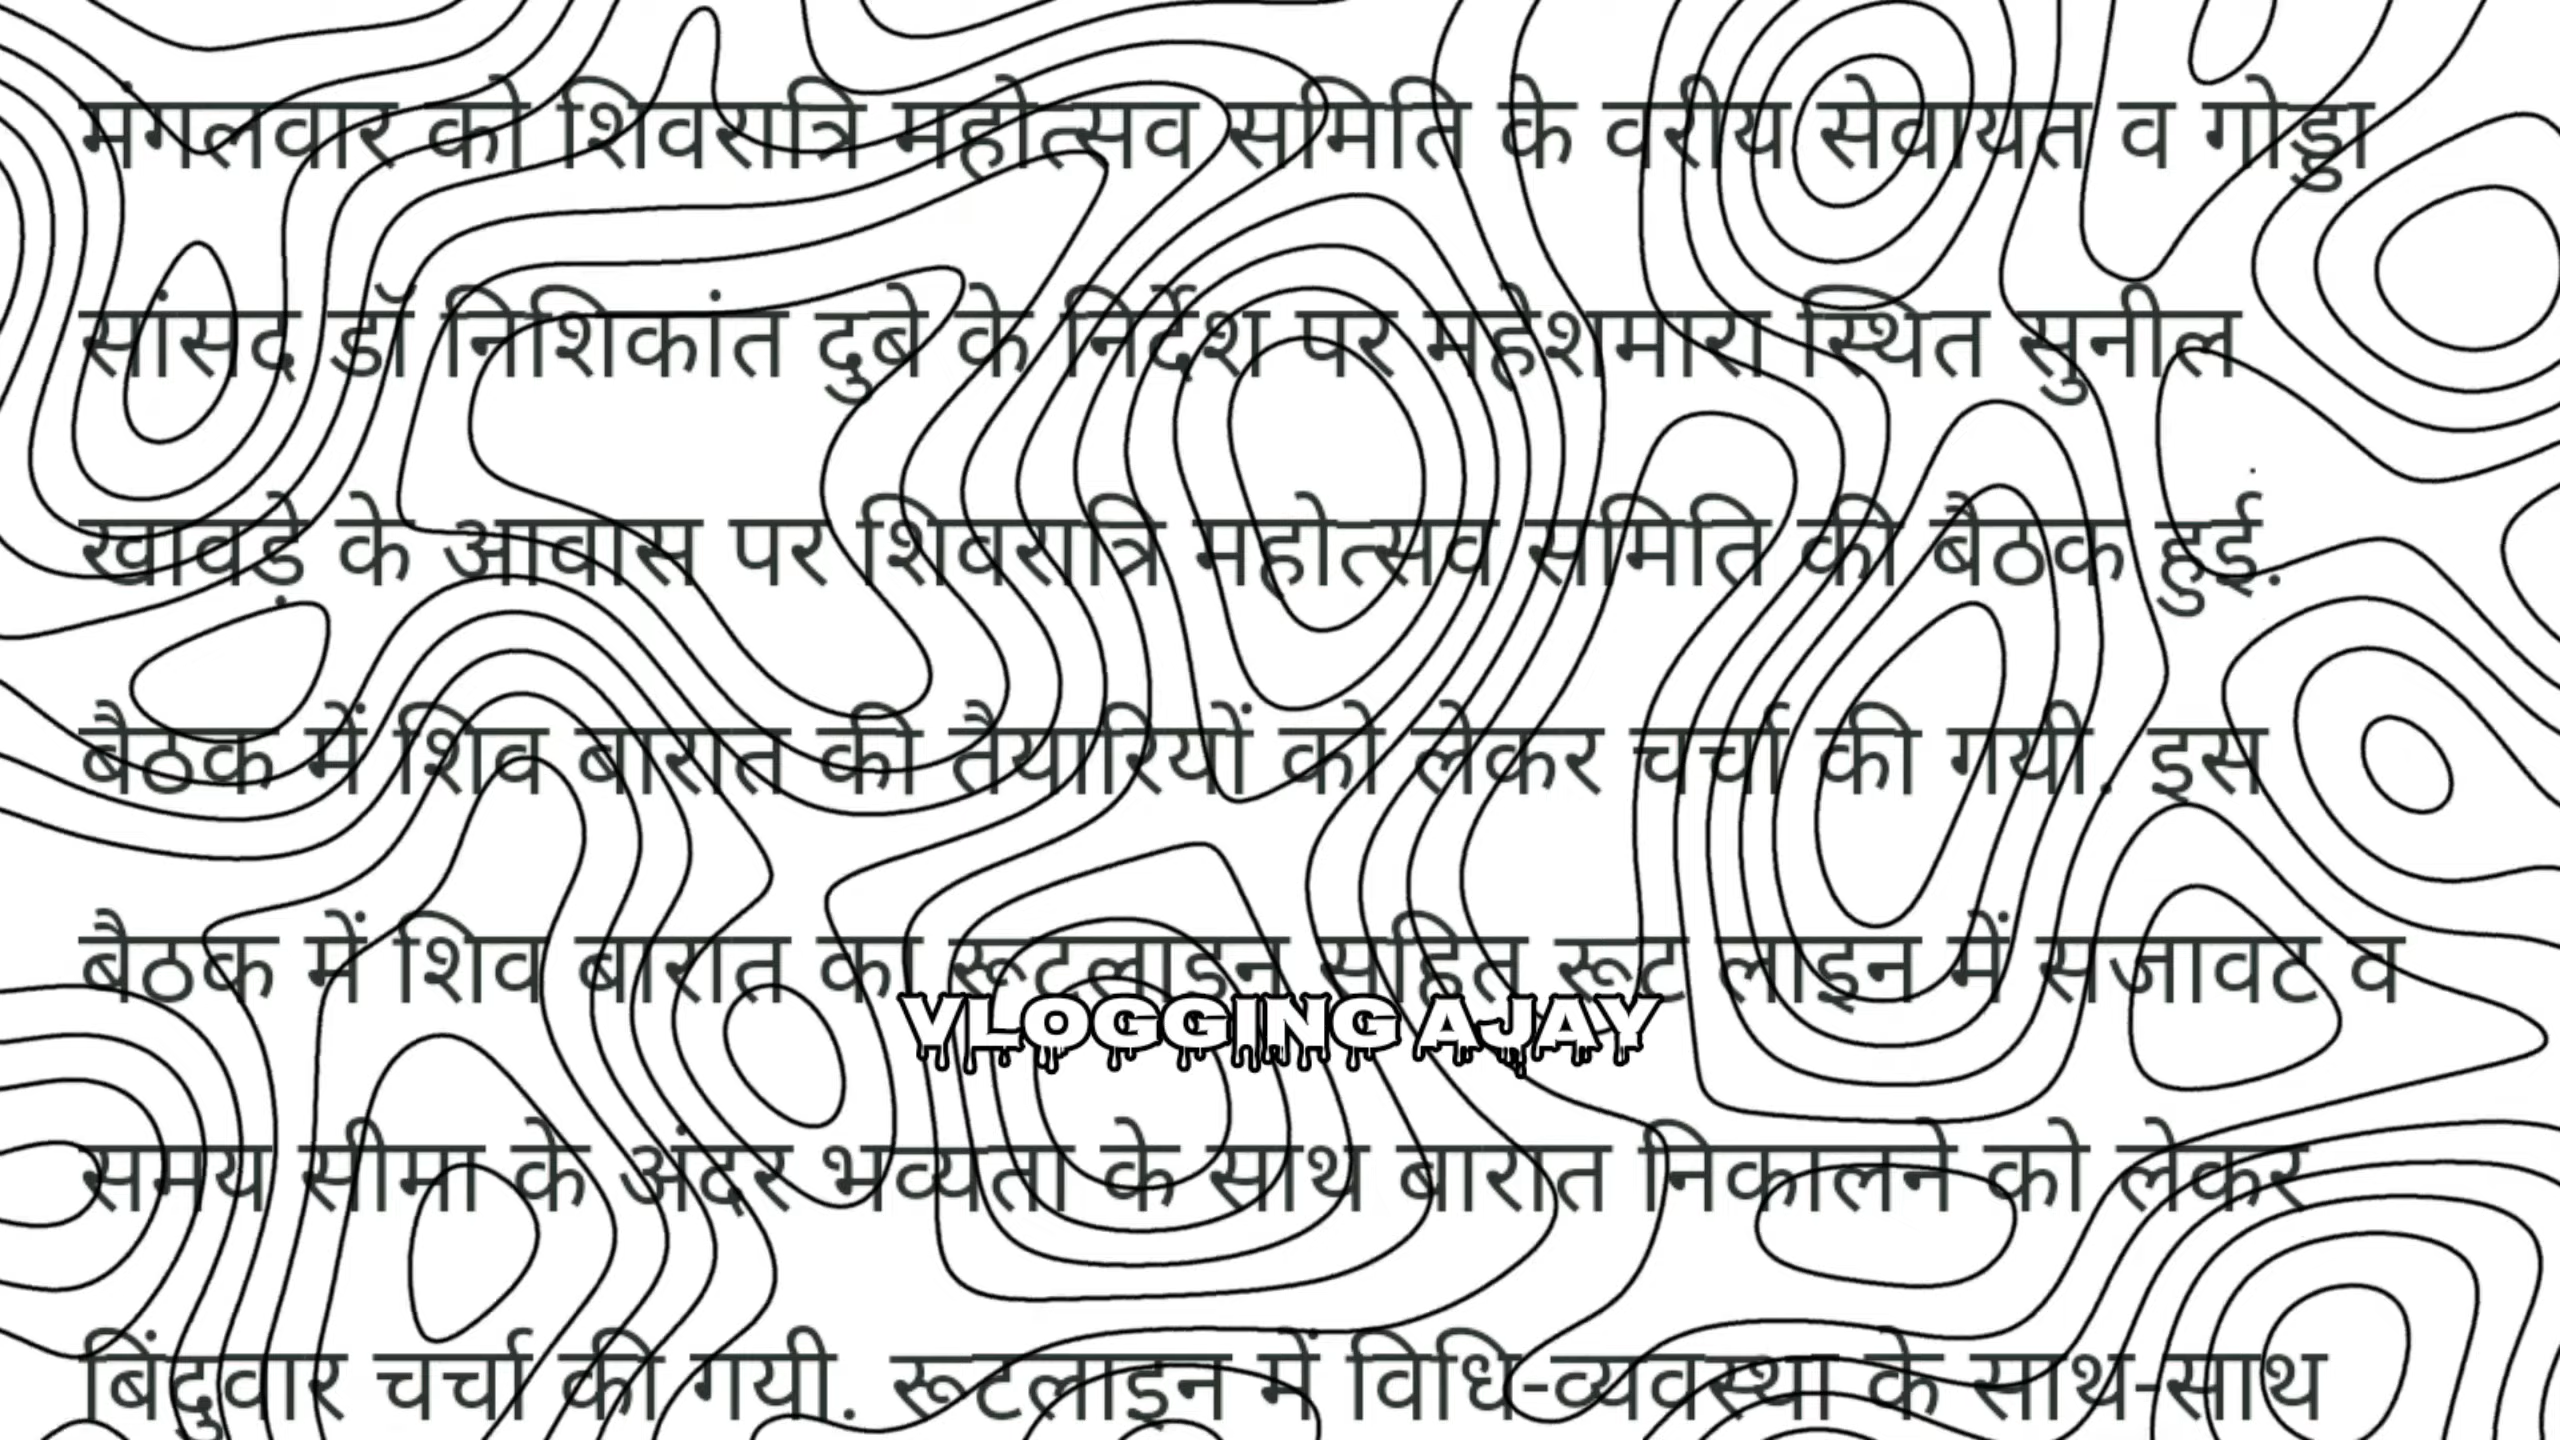 मंगलवार को शिवरात्रि महोत्सव समिति के वरीय सेवायत व गोड्डा
सांसद डॉ निशिकांत दुबे के निर्देश पर महेशमारा स्थित सुनील
खवाड़े के आवास पर शिवरात्रि महोत्सव समिति की बैठक हुई.
बैठक में शिव बारात की तैयारियों को लेकर चर्चा की गयी. इस
बैठक में शिव बारात का रूटलाइन सहित रूट लाइन में सजावट व
VLOGGING AJAY
समय सीमा के अंदर भव्यता के साथ बारात निकालने को लेकर
बिंदुवार चर्चा की गयी. रूटलाइन में विधि-व्यवस्था के साथ-साथ